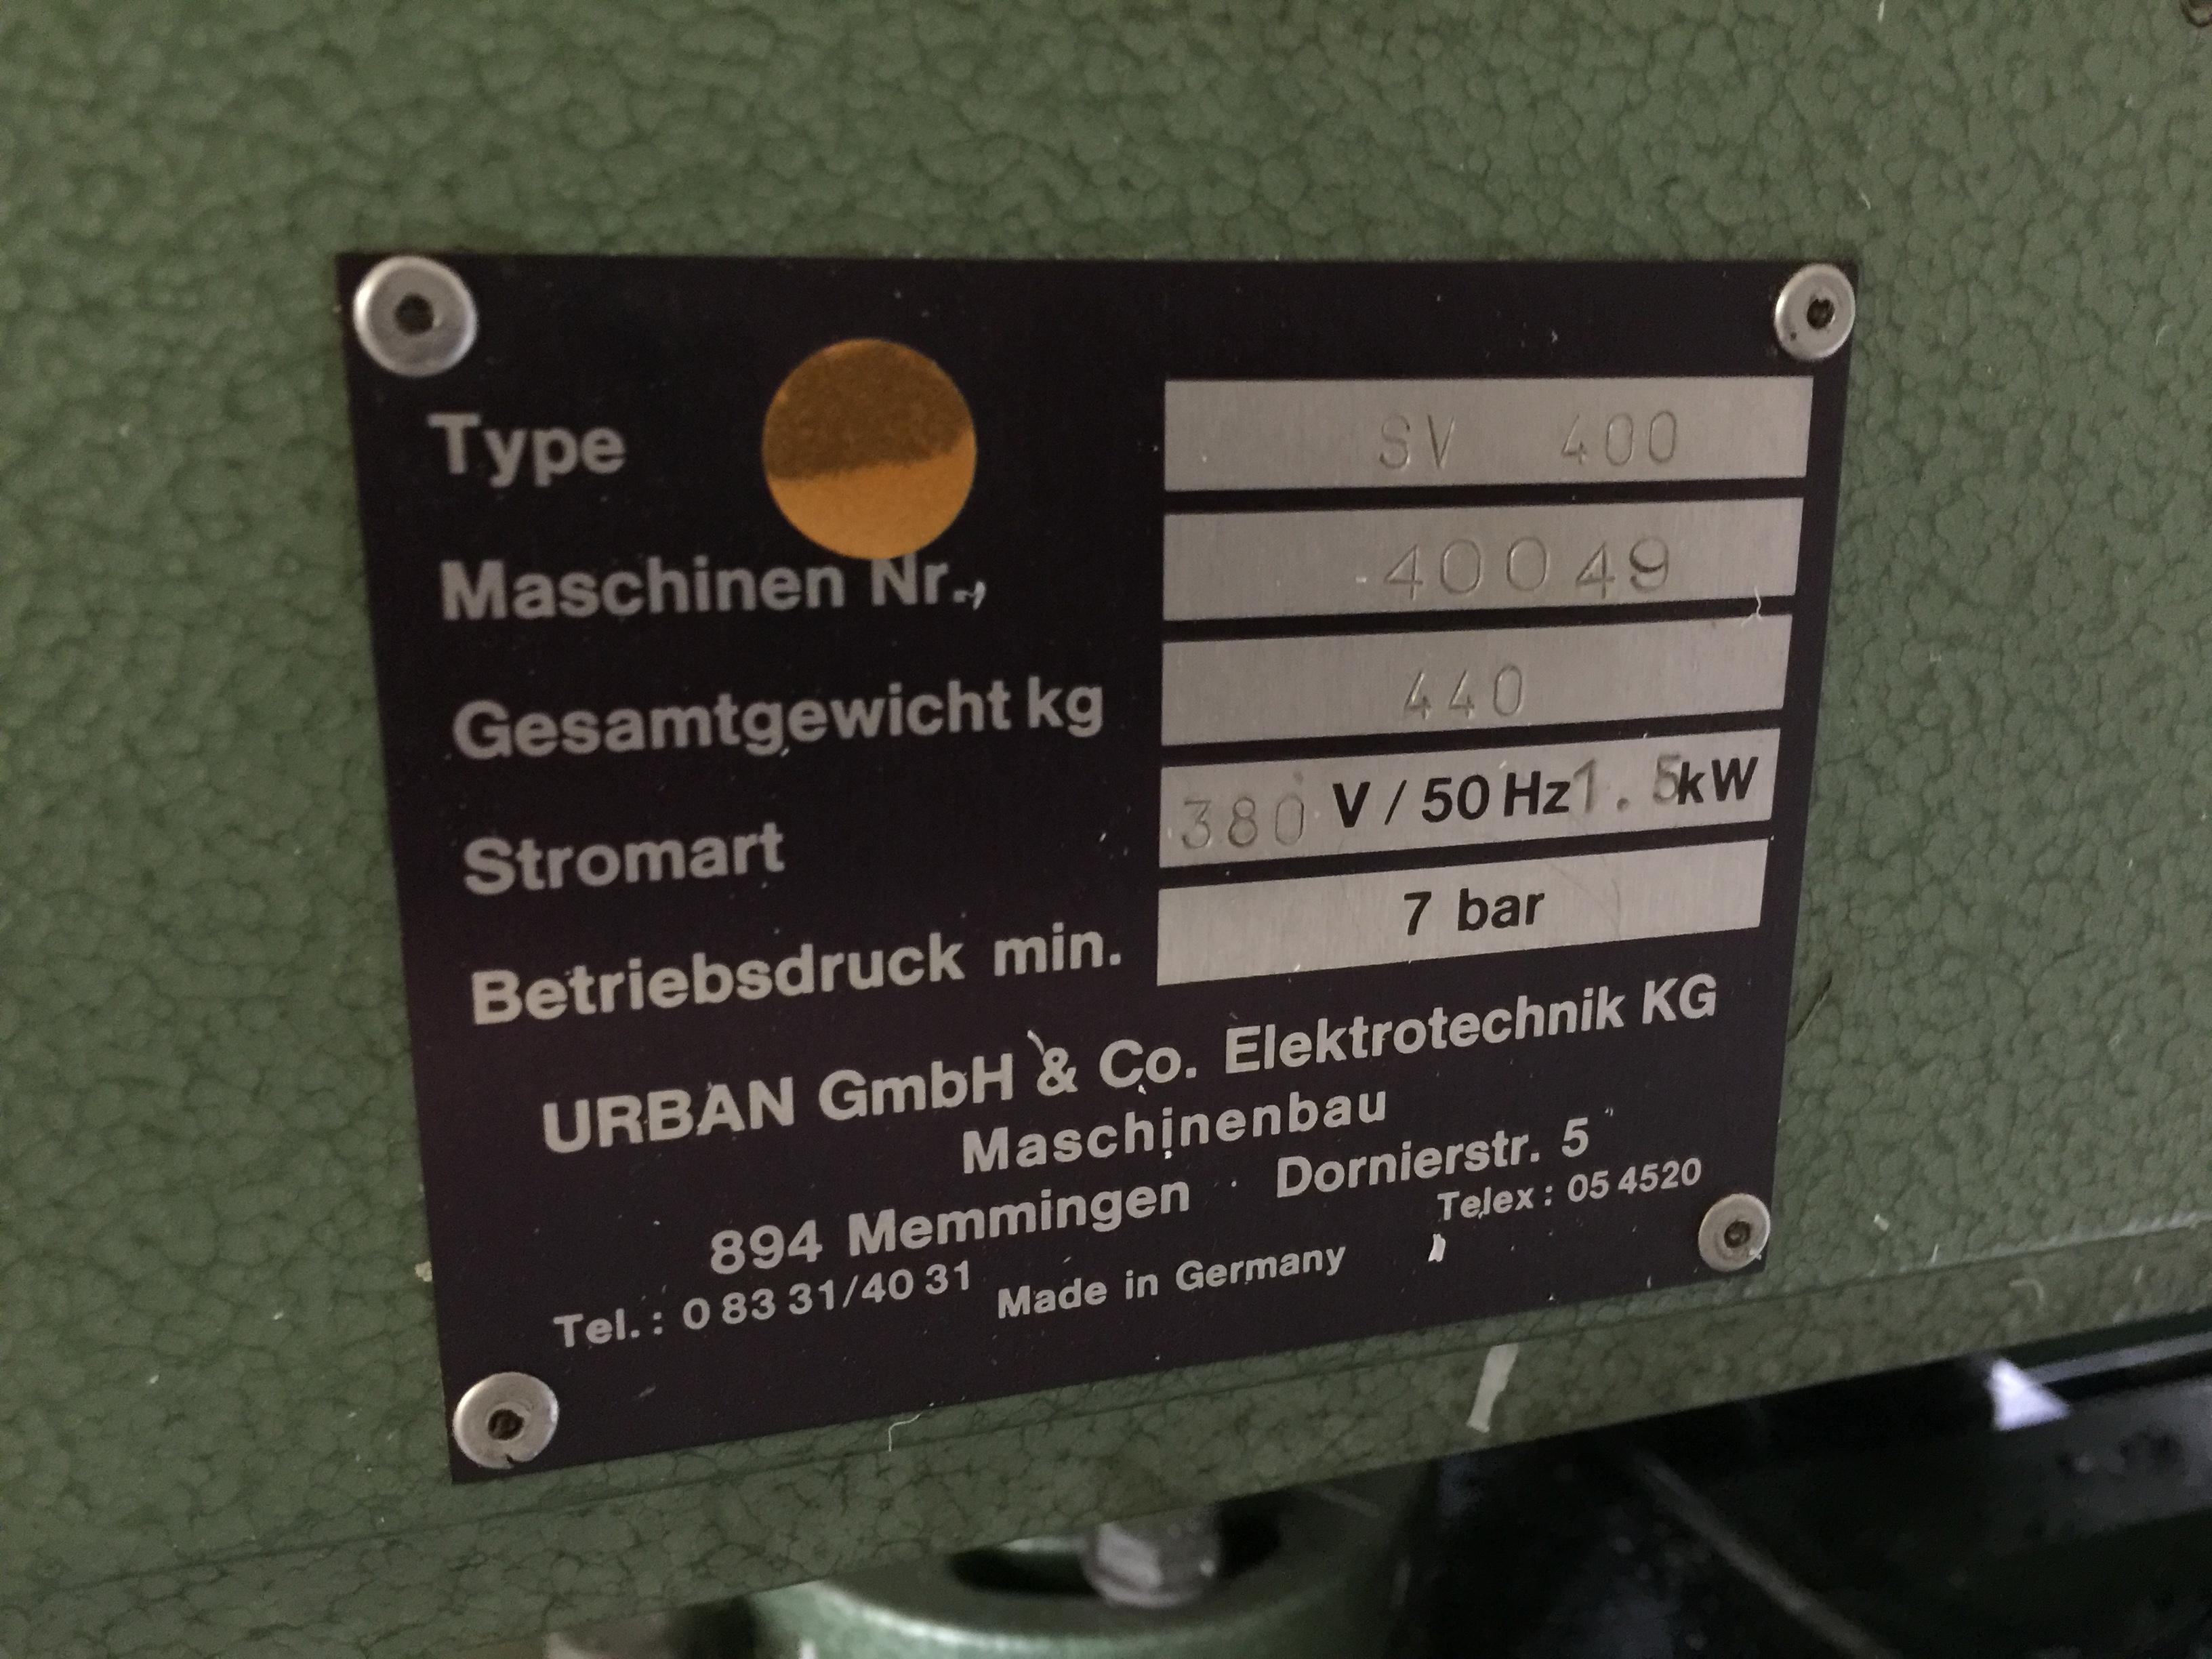 Type SV 400
Maschinen Nr. 40049
Gesamtgewicht kg 440
Stromart 380 V / 50 Hz 1.5 kW
Betriebsdruck min. 7 bar
URBAN GmbH & Co. Elektrotechnik KG
Maschinenbau
894 Memmingen · Dornierstr. 5
Tel.: 0 83 31/40 31 Telex: 05 4520
Made in Germany